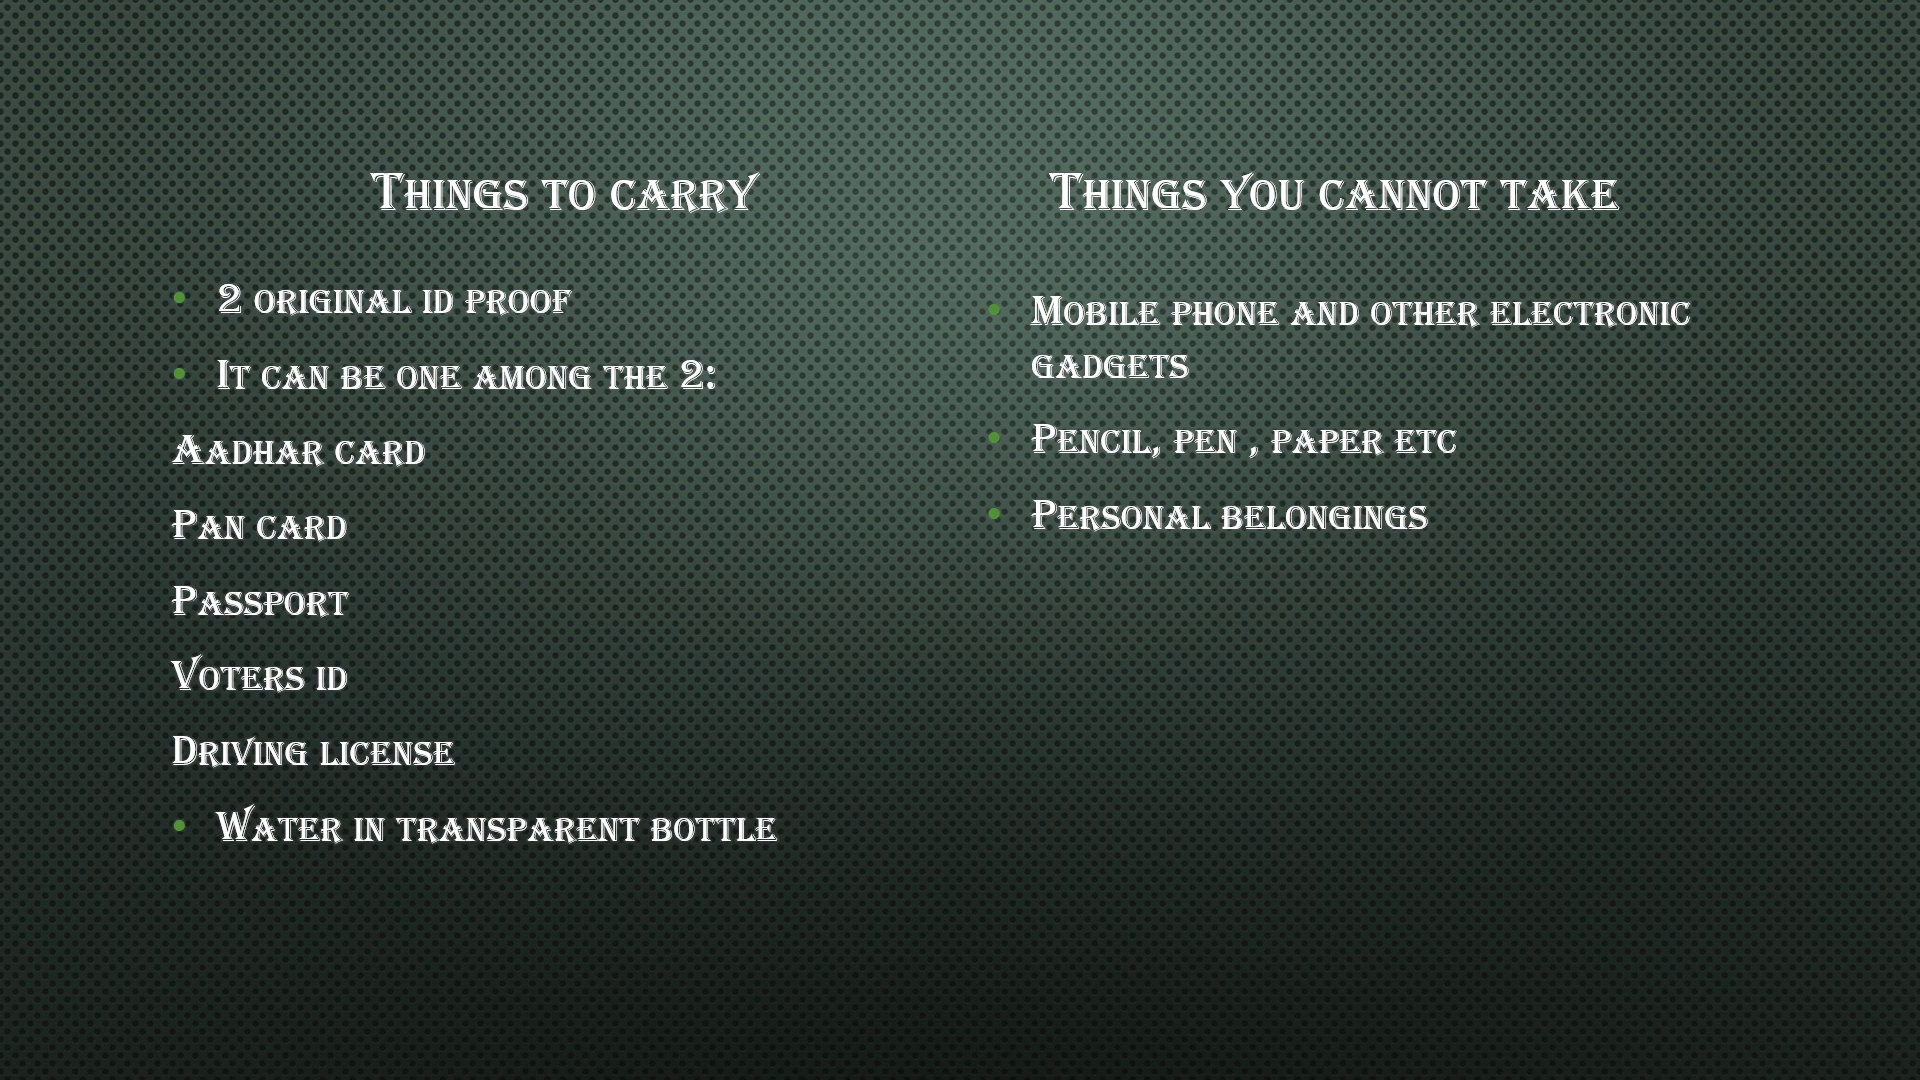 Things to carry
2 original id proof
It can be one among the 2:
Aadhar card
Pan card
Passport
Voters id
Driving license
Water in transparent bottle
Things you cannot take
Mobile phone and other electronic
gadgets
Pencil, pen , paper etc
Personal belongings